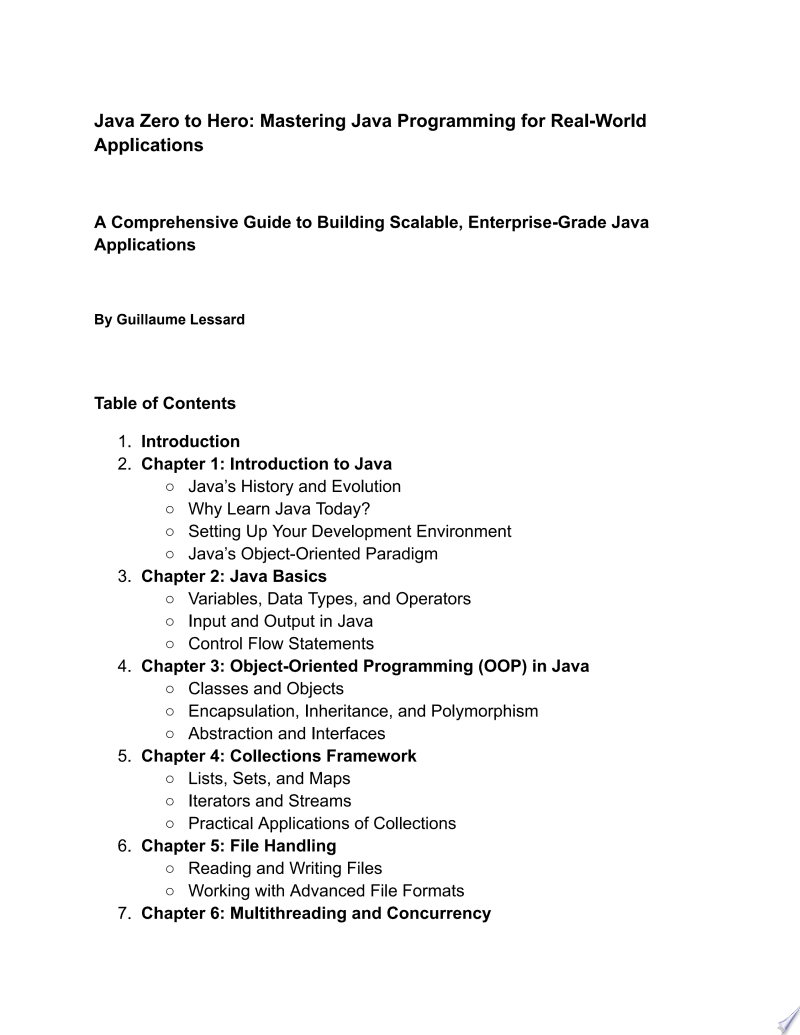 Java Zero to Hero: Mastering Java Programming for Real-World
Applications
A Comprehensive Guide to Building Scalable, Enterprise-Grade Java
Applications
By Guillaume Lessard
Table of Contents
1. Introduction
2. Chapter 1: Introduction to Java
○ Java’s History and Evolution
○ Why Learn Java Today?
○ Setting Up Your Development Environment
○ Java’s Object-Oriented Paradigm
3. Chapter 2: Java Basics
○ Variables, Data Types, and Operators
○ Input and Output in Java
○ Control Flow Statements
4. Chapter 3: Object-Oriented Programming (OOP) in Java
○ Classes and Objects
○ Encapsulation, Inheritance, and Polymorphism
○ Abstraction and Interfaces
5. Chapter 4: Collections Framework
○ Lists, Sets, and Maps
○ Iterators and Streams
○ Practical Applications of Collections
6. Chapter 5: File Handling
○ Reading and Writing Files
○ Working with Advanced File Formats
7. Chapter 6: Multithreading and Concurrency